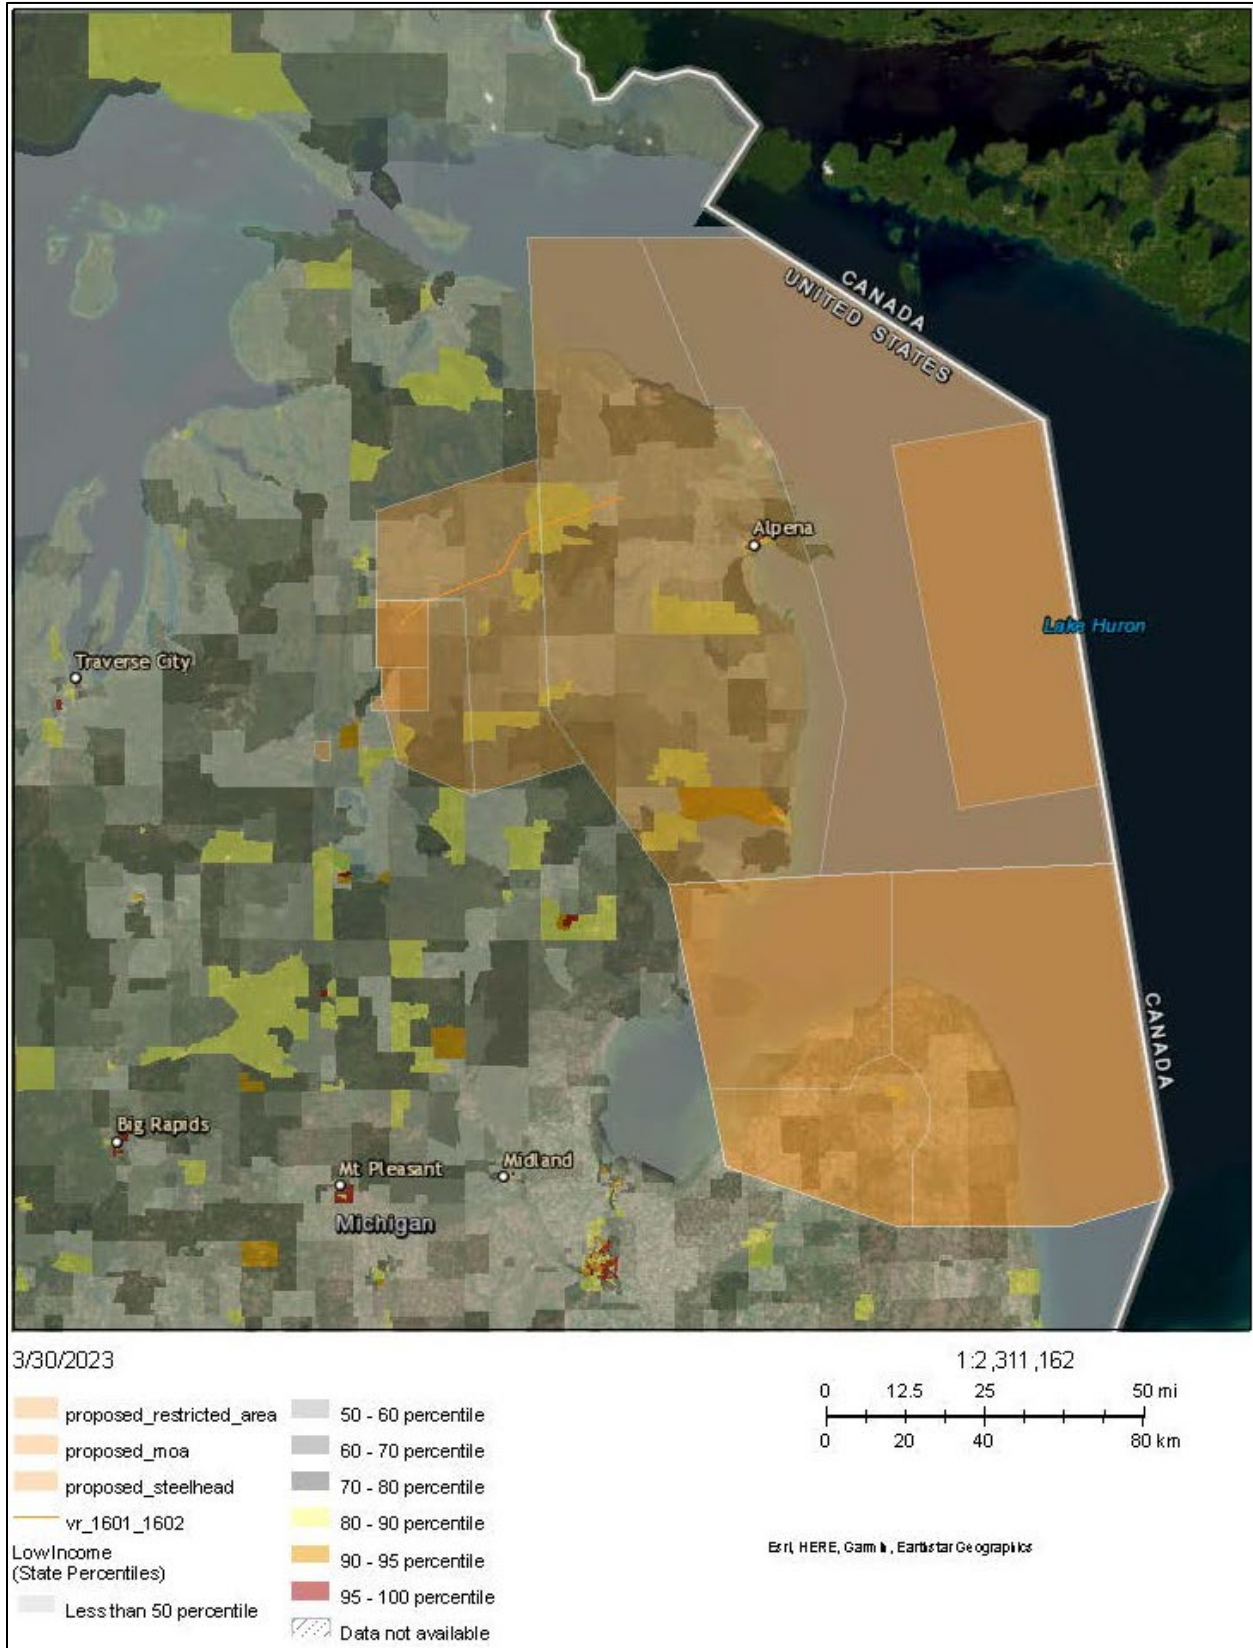 CANADA
UNITED STATES
Alpena
Lake Huron
Traverse City
CANADA
Big Rapids
Mt Pleasant
Midland
Michigan
3/30/2023
1:2,311,162
proposed_restricted_area
proposed_moa
proposed_steelhead
vr_1601_1602
Low Income
(State Percentiles)
Less than 50 percentile
50 - 60 percentile
60 - 70 percentile
70 - 80 percentile
80 - 90 percentile
90 - 95 percentile
95 - 100 percentile
Data not available
0 12.5 25 50 mi
0 20 40 80 km
Esri, HERE, Garmin, Earthstar Geographics